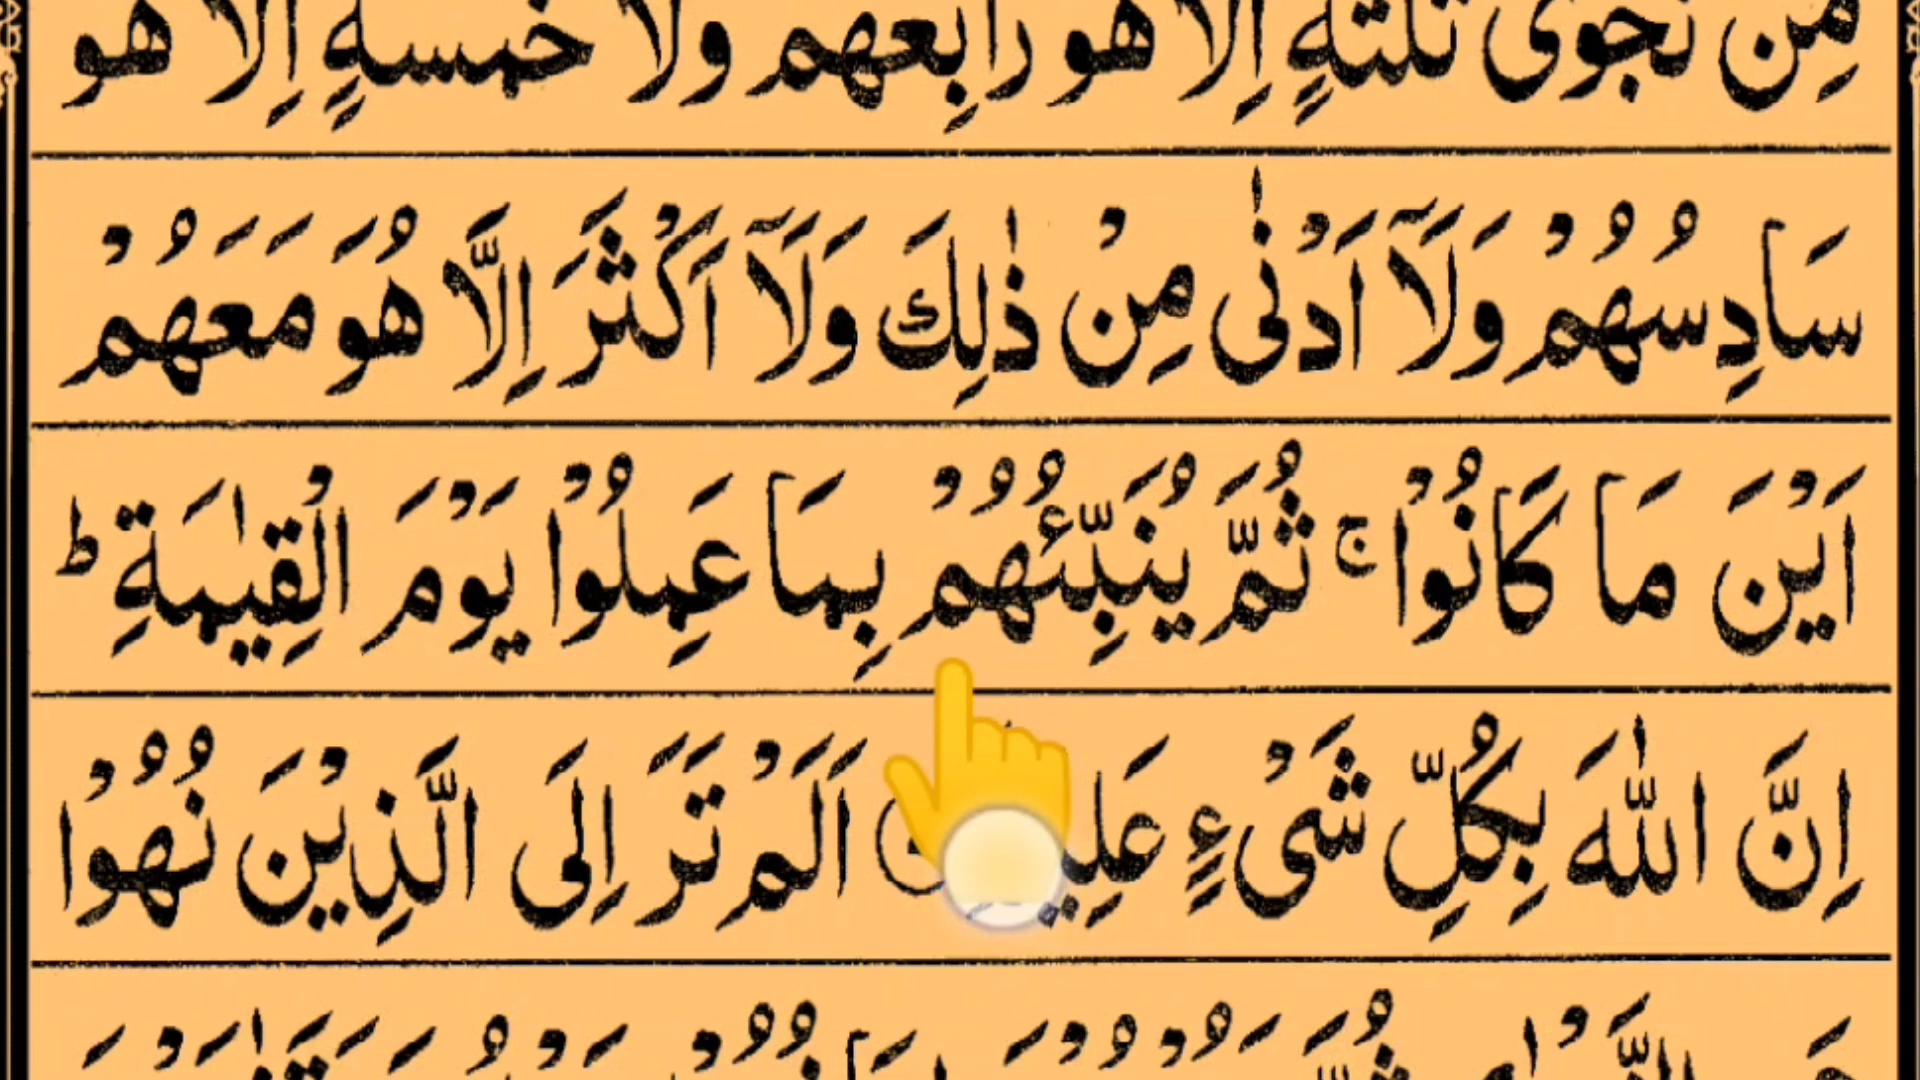 مِنْ نَّجْوٰى ثَلٰثَةٍ اِلَّا هُوَ رَابِعُهُمْ وَلَا خَمْسَةٍ اِلَّا هُوَ
سَادِسُهُمْ وَلَآ اَدْنٰى مِنْ ذٰلِكَ وَلَآ اَكْثَرَ اِلَّا هُوَ مَعَهُمْ
اَيْنَ مَا كَانُوْا ۚ ثُمَّ يُنَبِّئُهُمْ بِمَا عَمِلُوْا يَوْمَ الْقِيٰمَةِ ؕ
اِنَّ اللّٰهَ بِكُلِّ شَىْءٍ عَلِيْمٌ اَلَمْ تَرَ اِلَى الَّذِيْنَ نُهُوْا